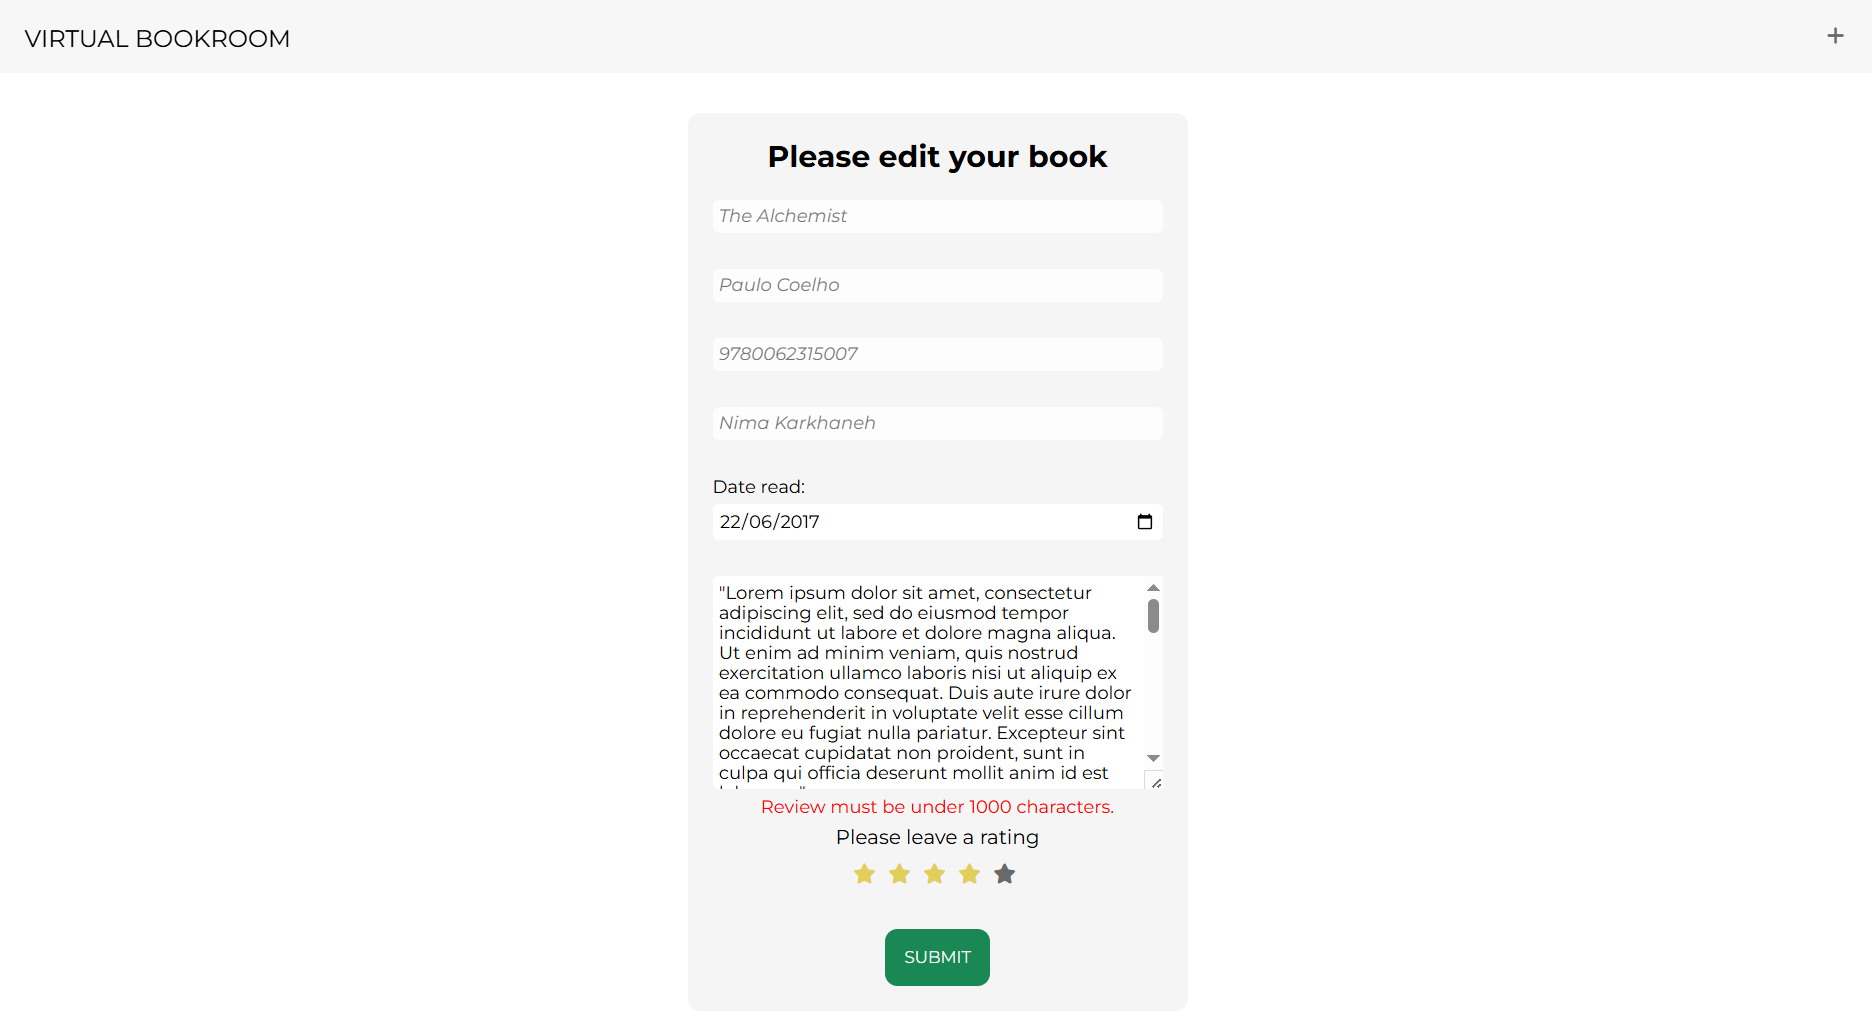 VIRTUAL BOOKROOM
Please edit your book
The Alchemist
Paulo Coelho
9780062315007
Nima Karkhaneh
Date read:
22/06/2017
"Lorem ipsum dolor sit amet, consectetur
adipiscing elit, sed do eiusmod tempor
incididunt ut labore et dolore magna aliqua.
Ut enim ad minim veniam, quis nostrud
exercitation ullamco laboris nisi ut aliquip ex
ea commodo consequat. Duis aute irure dolor
in reprehenderit in voluptate velit esse cillum
dolore eu fugiat nulla pariatur. Excepteur sint
occaecat cupidatat non proident, sunt in
culpa qui officia deserunt mollit anim id est
Review must be under 1000 characters.
Please leave a rating
SUBMIT